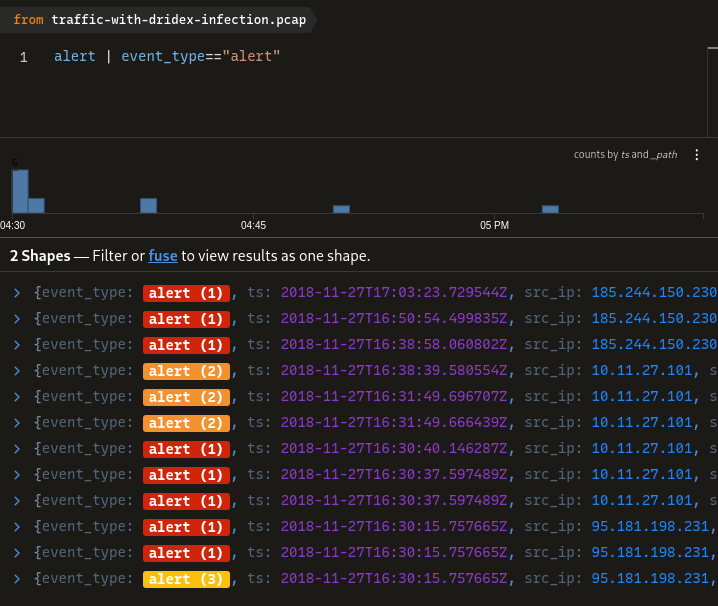 from traffic-with-dridex-infection.pcap
1 alert | event_type=="alert"
counts by ts and _path
6
04:30 04:45 05 PM
2 Shapes — Filter or fuse to view results as one shape.
{event_type: alert (1), ts: 2018-11-27T17:03:23.729544Z, src_ip: 185.244.150.230
{event_type: alert (1), ts: 2018-11-27T16:50:54.499835Z, src_ip: 185.244.150.230
{event_type: alert (1), ts: 2018-11-27T16:38:58.060802Z, src_ip: 185.244.150.230
{event_type: alert (2), ts: 2018-11-27T16:38:39.580554Z, src_ip: 10.11.27.101, s
{event_type: alert (2), ts: 2018-11-27T16:31:49.696707Z, src_ip: 10.11.27.101, s
{event_type: alert (2), ts: 2018-11-27T16:31:49.666439Z, src_ip: 10.11.27.101, s
{event_type: alert (1), ts: 2018-11-27T16:30:40.146287Z, src_ip: 10.11.27.101, s
{event_type: alert (1), ts: 2018-11-27T16:30:37.597489Z, src_ip: 10.11.27.101, s
{event_type: alert (1), ts: 2018-11-27T16:30:37.597489Z, src_ip: 10.11.27.101, s
{event_type: alert (1), ts: 2018-11-27T16:30:15.757665Z, src_ip: 95.181.198.231,
{event_type: alert (1), ts: 2018-11-27T16:30:15.757665Z, src_ip: 95.181.198.231,
{event_type: alert (3), ts: 2018-11-27T16:30:15.757665Z, src_ip: 95.181.198.231,